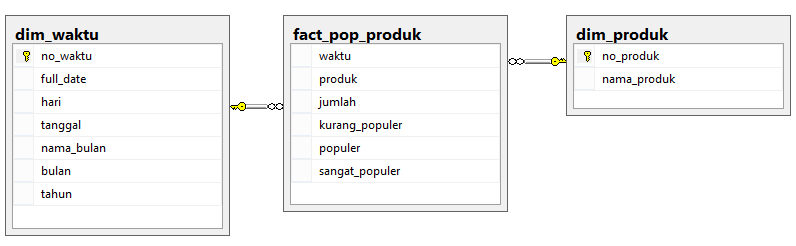 dim_waktu
no_waktu
full_date
hari
tanggal
nama_bulan
bulan
tahun
fact_pop_produk
waktu
produk
jumlah
kurang_populer
populer
sangat_populer
dim_produk
no_produk
nama_produk